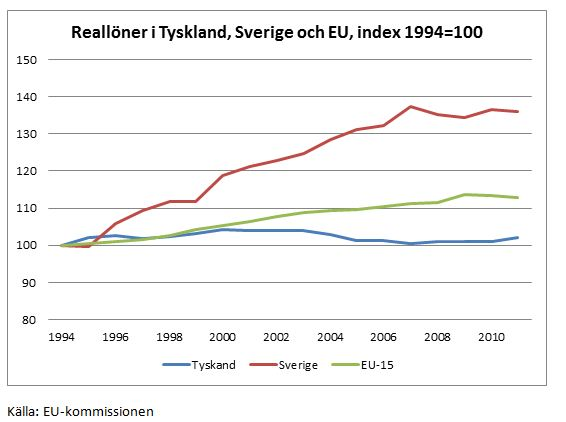 Reallöner i Tyskland, Sverige och EU, index 1994=100
150
140
130
120
110
100
90
80
1994 1996 1998 2000 2002 2004 2006 2008 2010
Tyskand Sverige EU-15
Källa: EU-kommissionen